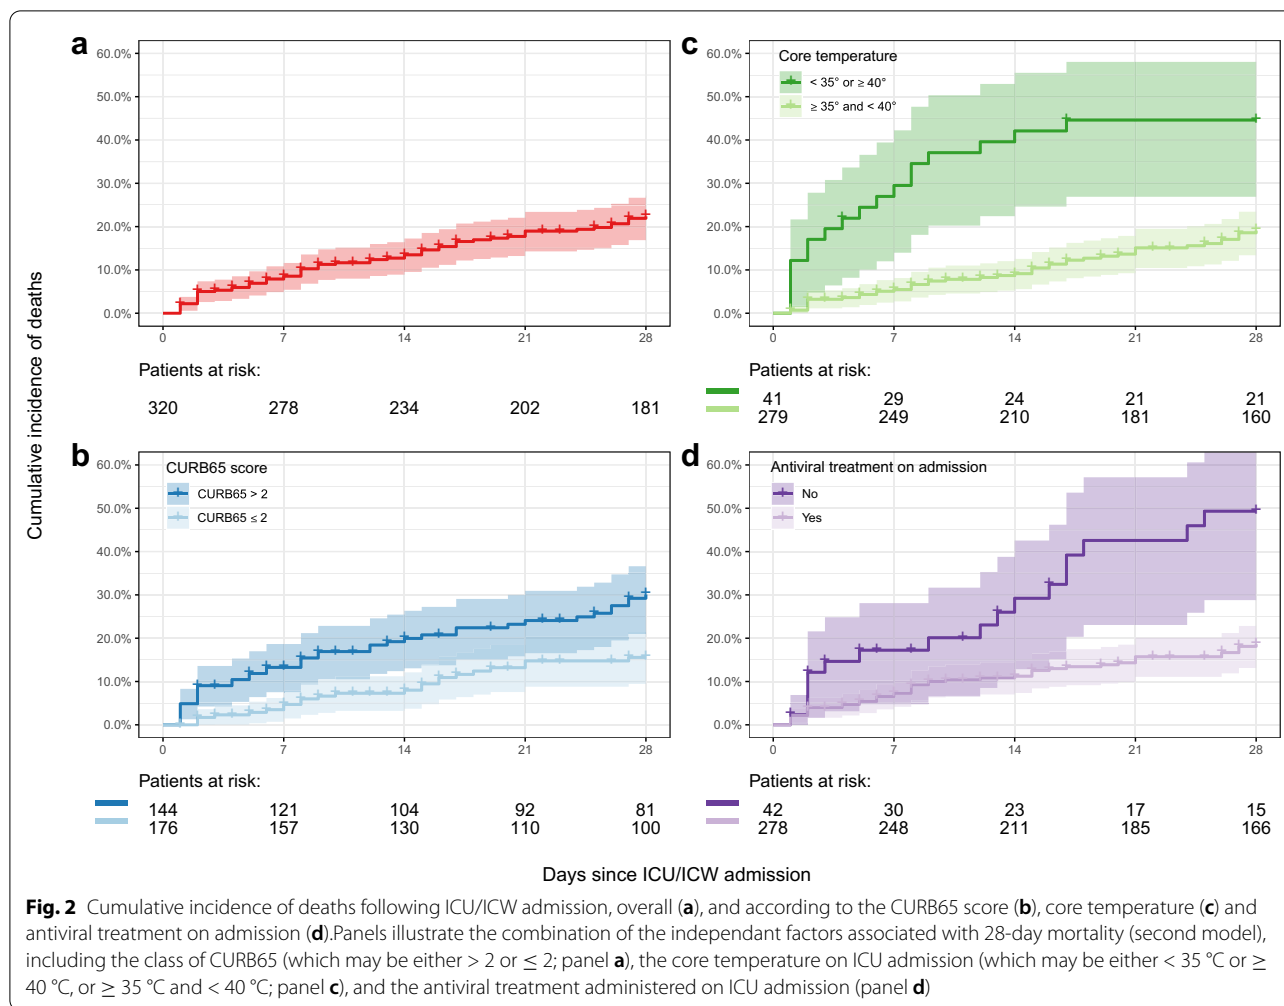 a
60.0%
50.0%
40.0%
30.0%
20.0%
10.0%
0.0%
0 7 14 21 28
Patients at risk:
320 278 234 202 181
c
Core temperature
< 35° or ≥ 40°
≥ 35° and < 40°
60.0%
50.0%
40.0%
30.0%
20.0%
10.0%
0.0%
0 7 14 21 28
Patients at risk:
41 29 24 21 21
279 249 210 181 160
Cumulative incidence of deaths
b
CURB65 score
CURB65 > 2
CURB65 ≤ 2
60.0%
50.0%
40.0%
30.0%
20.0%
10.0%
0.0%
0 7 14 21 28
Patients at risk:
144 121 104 92 81
176 157 130 110 100
d
Antiviral treatment on admission
No
Yes
60.0%
50.0%
40.0%
30.0%
20.0%
10.0%
0.0%
0 7 14 21 28
Patients at risk:
42 30 23 17 15
278 248 211 185 166
Days since ICU/ICW admission
Fig. 2 Cumulative incidence of deaths following ICU/ICW admission, overall (a), and according to the CURB65 score (b), core temperature (c) and
antiviral treatment on admission (d).Panels illustrate the combination of the independant factors associated with 28-day mortality (second model),
including the class of CURB65 (which may be either > 2 or ≤ 2; panel a), the core temperature on ICU admission (which may be either < 35 °C or ≥
40 °C, or ≥ 35 °C and < 40 °C; panel c), and the antiviral treatment administered on ICU admission (panel d)